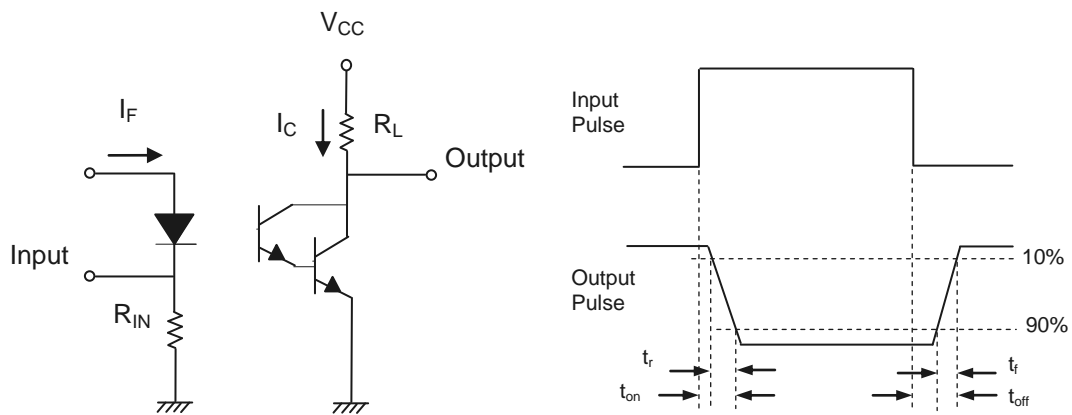 V_CC
I_F
I_C
R_L
Output
Input
R_IN
Input
Pulse
Output
Pulse
10%
90%
t_r
t_f
t_on
t_off